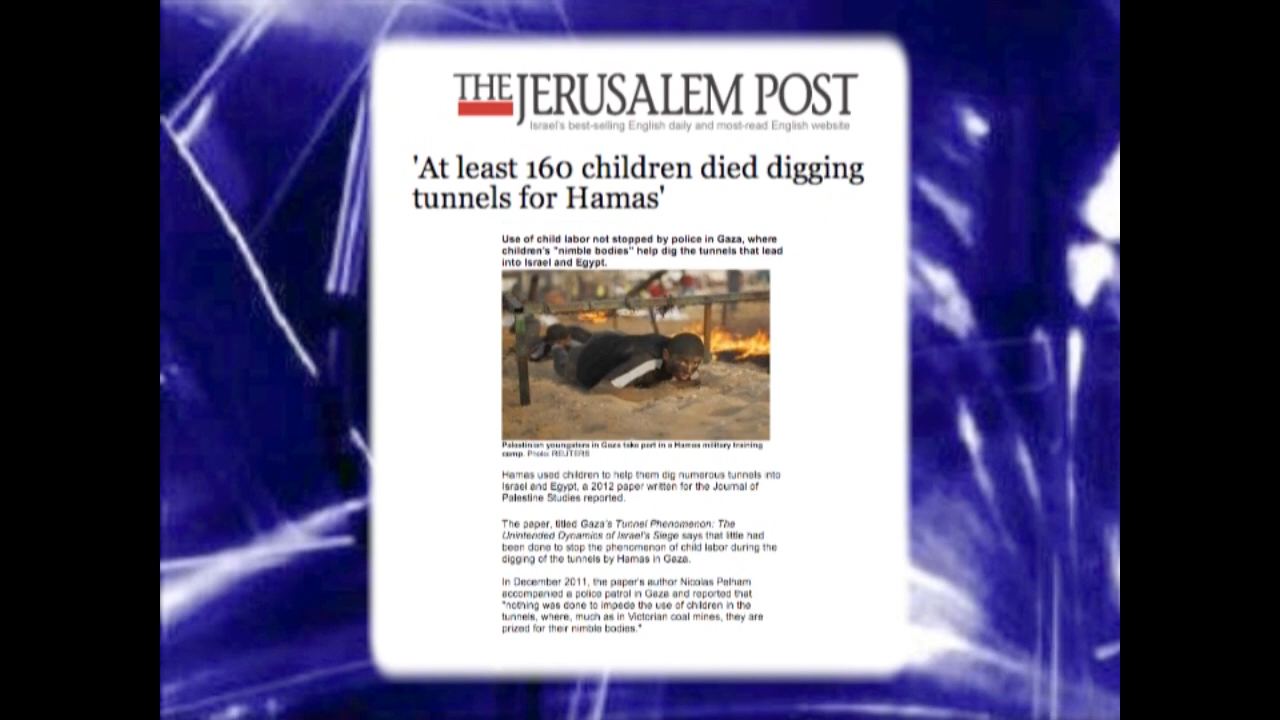 THE JERUSALEM POST
Israel's best-selling English daily and most-read English website
'At least 160 children died digging
tunnels for Hamas'
Use of child labor not stopped by police in Gaza, where
children's "nimble bodies" help dig the tunnels that lead
into Israel and Egypt.
Palestinian youngsters in Gaza take part in a Hamas military training
camp. Photo: REUTERS
Hamas used children to help them dig numerous tunnels into
Israel and Egypt, a 2012 paper written for the Journal of
Palestine Studies reported.
The paper, titled Gaza's Tunnel Phenomenon: The
Unintended Dynamics of Israel's Siege says that little had
been done to stop the phenomenon of child labor during the
digging of the tunnels by Hamas in Gaza.
In December 2011, the paper's author Nicolas Pelham
accompanied a police patrol in Gaza and reported that
"nothing was done to impede the use of children in the
tunnels, where, much as in Victorian coal mines, they are
prized for their nimble bodies."